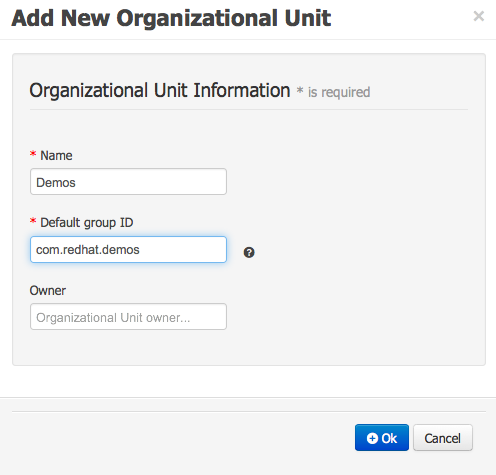 Add New Organizational Unit ×
Organizational Unit Information * is required
* Name
Demos
* Default group ID
com.redhat.demos ?
Owner
Organizational Unit owner...
+ Ok Cancel